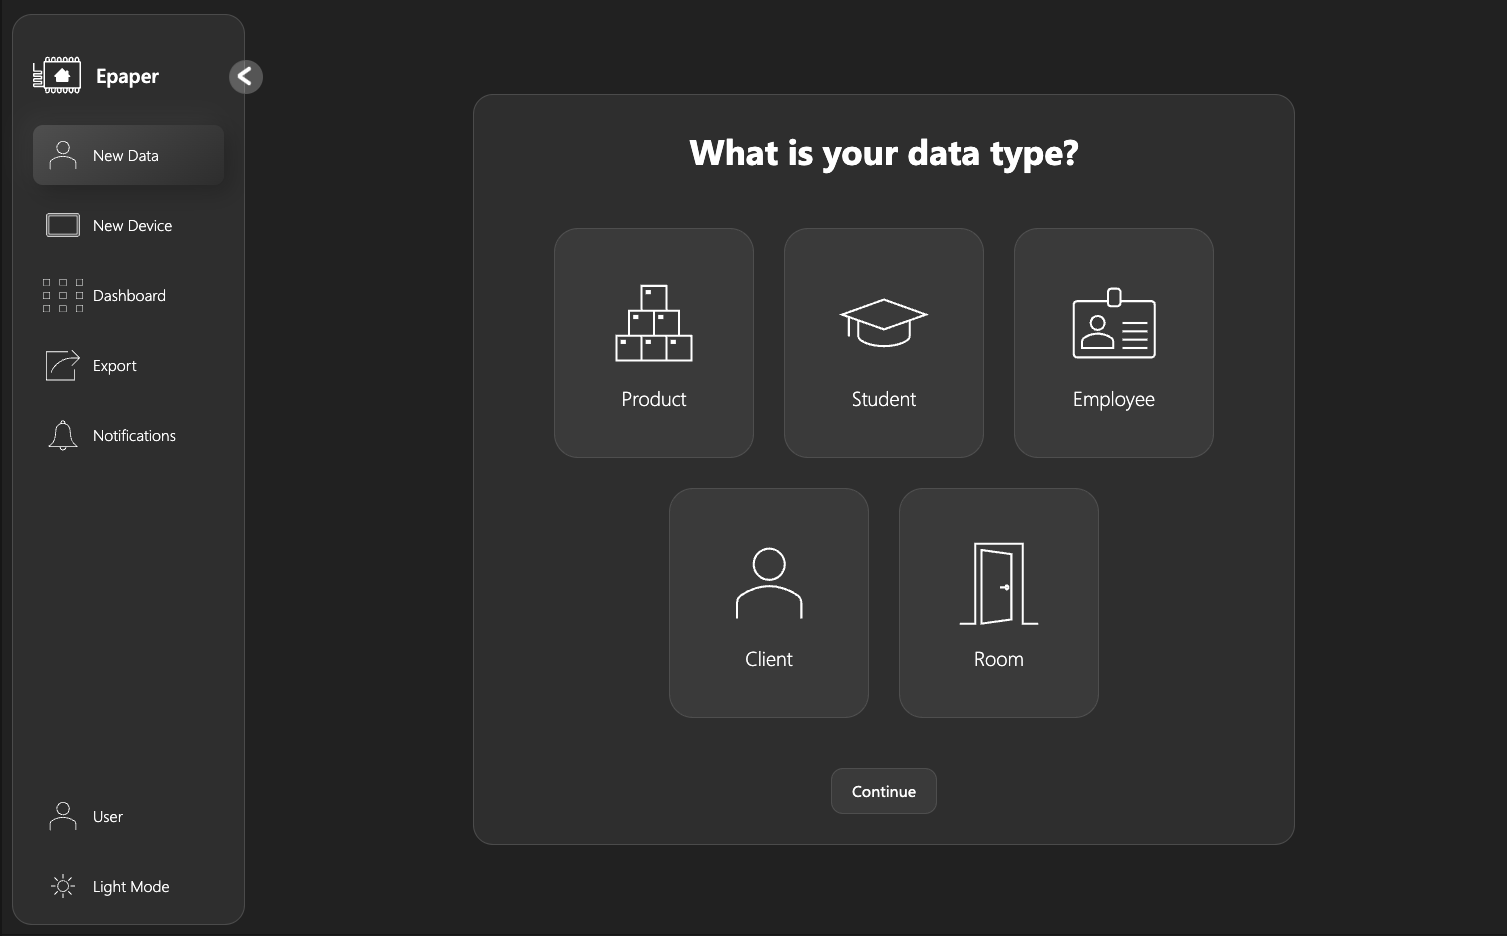 Epaper
New Data
New Device
Dashboard
Export
Notifications
User
Light Mode
What is your data type?
Product
Student
Employee
Client
Room
Continue